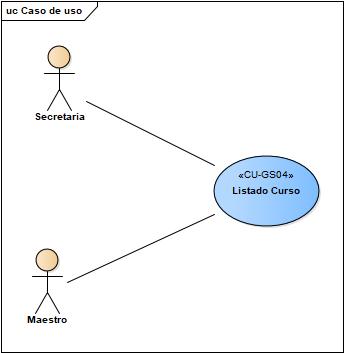 uc Caso de uso
Secretaria
«CU-GS04»
Listado Curso
Maestro